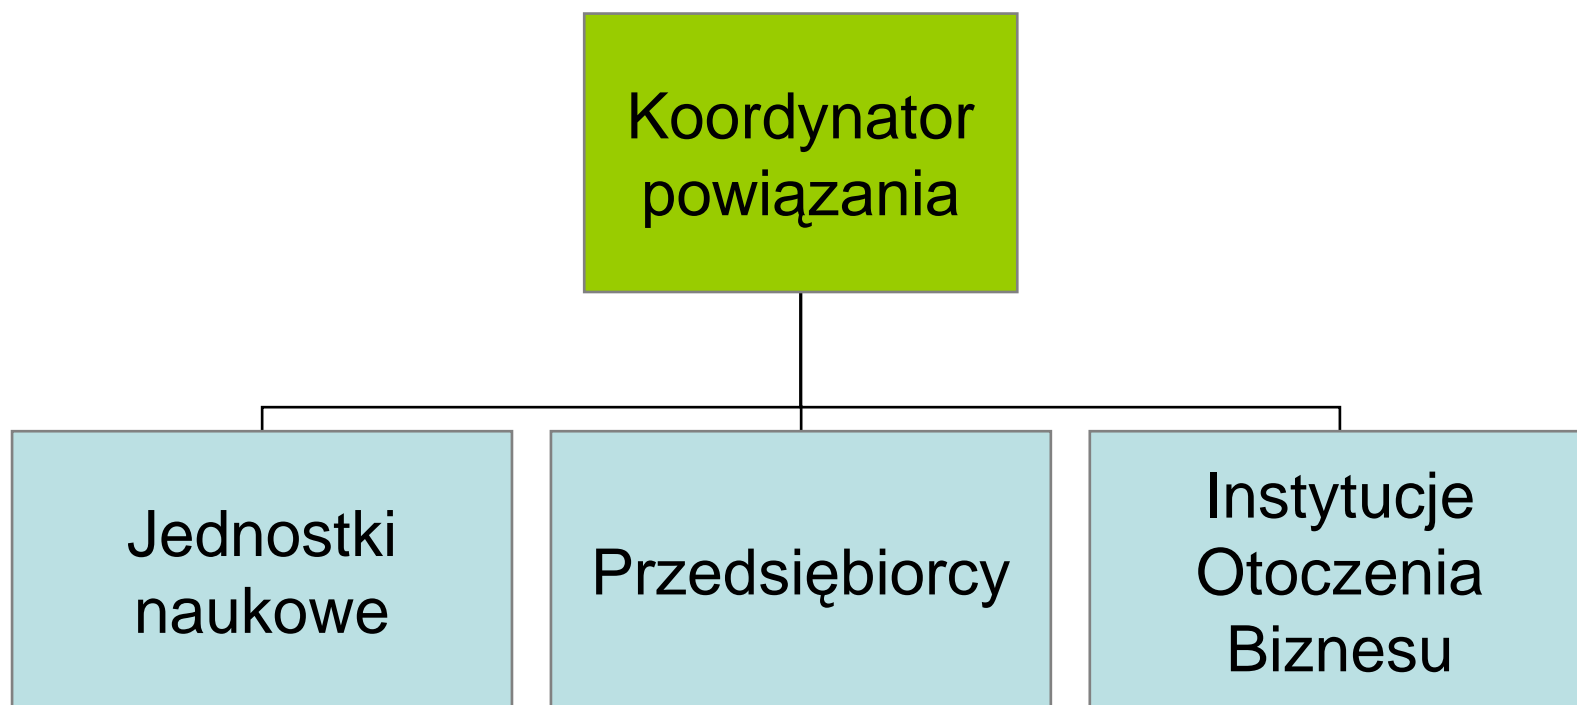 Koordynator
powiązania
Jednostki
naukowe
Przedsiębiorcy
Instytucje
Otoczenia
Biznesu